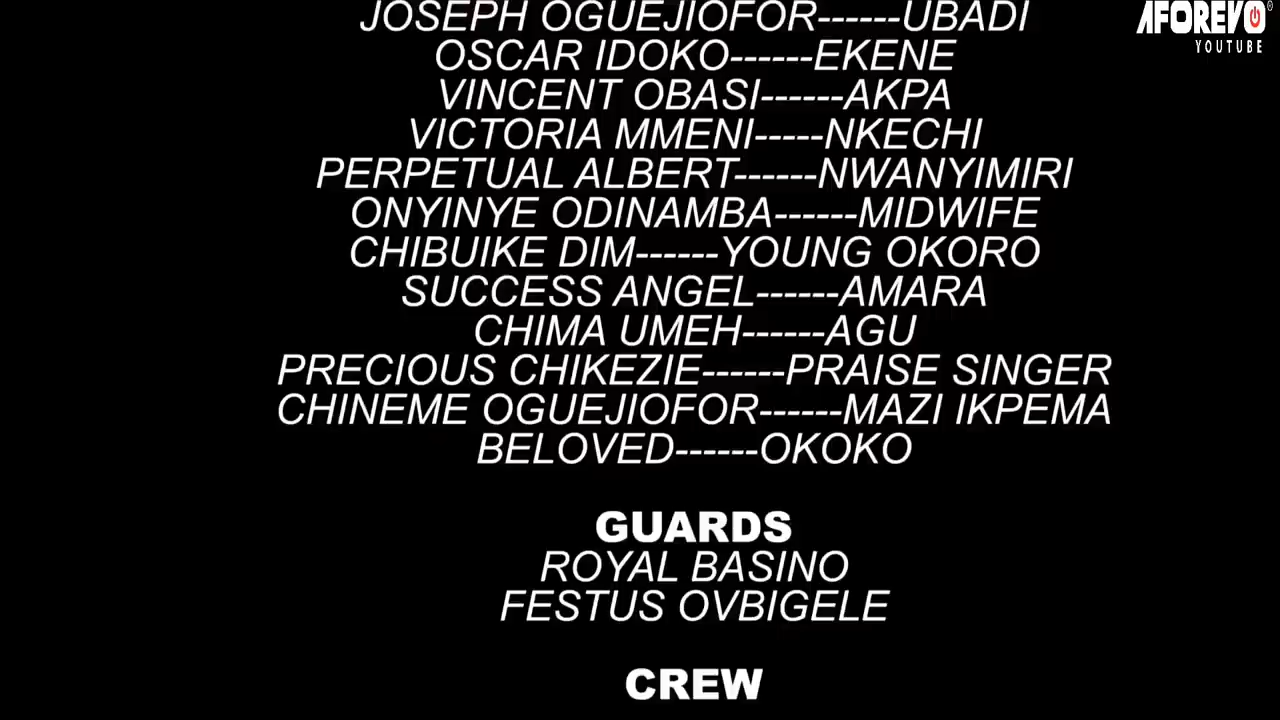 JOSEPH OGUEJIOFOR------UBADI
OSCAR IDOKO------EKENE
VINCENT OBASI------AKPA
VICTORIA MMENI-----NKECHI
PERPETUAL ALBERT------NWANYIMIRI
ONYINYE ODINAMBA------MIDWIFE
CHIBUIKE DIM------YOUNG OKORO
SUCCESS ANGEL------AMARA
CHIMA UMEH------AGU
PRECIOUS CHIKEZIE------PRAISE SINGER
CHINEME OGUEJIOFOR------MAZI IKPEMA
BELOVED------OKOKO
GUARDS
ROYAL BASINO
FESTUS OVBIGELE
CREW
AFOREVO®
YOUTUBE